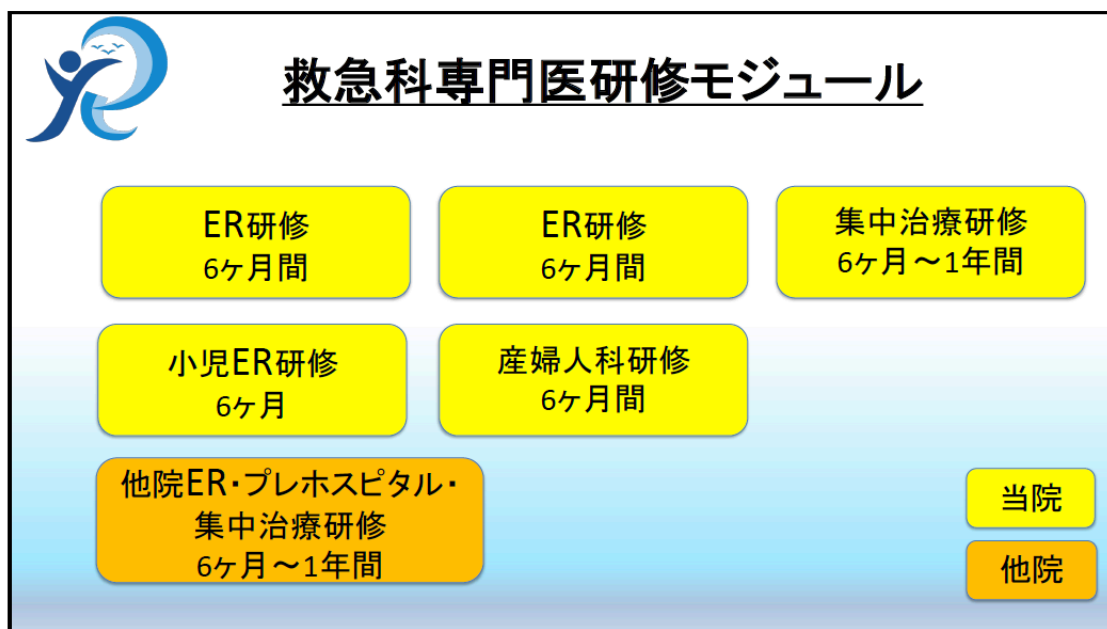 救急科専門医研修モジュール
ER研修
6ヶ月間
ER研修
6ヶ月間
集中治療研修
6ヶ月～1年間
小児ER研修
6ヶ月
産婦人科研修
6ヶ月間
他院ER・プレホスピタル・
集中治療研修
6ヶ月～1年間
当院
他院